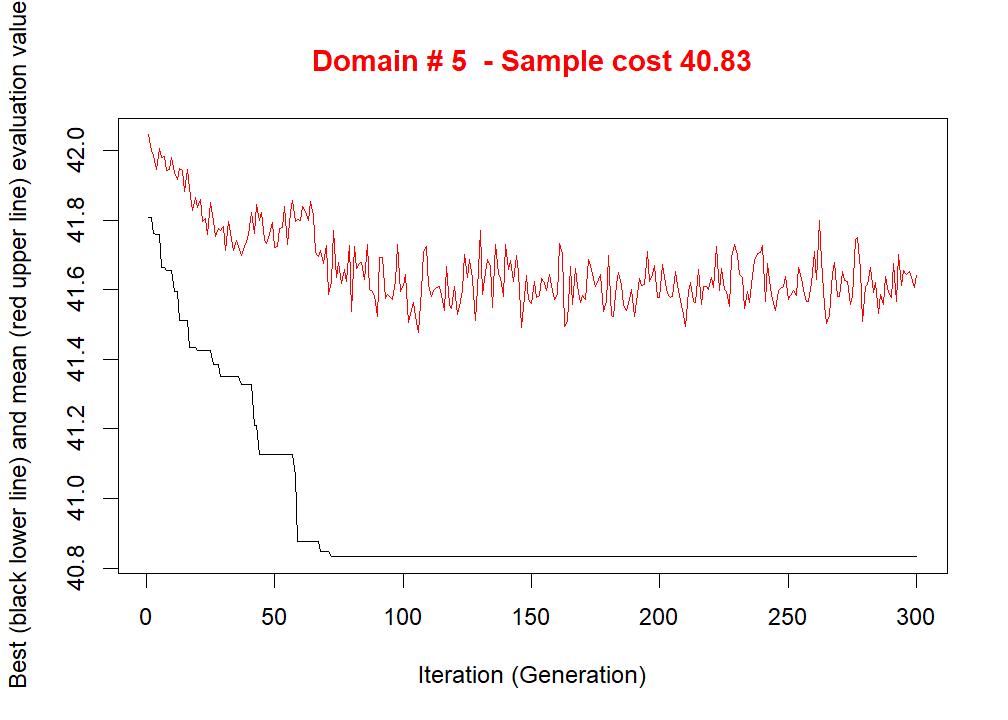 Domain # 5  - Sample cost 40.83
Best (black lower line) and mean (red upper line) evaluation value
42.0
41.8
41.6
41.4
41.2
41.0
40.8
0 50 100 150 200 250 300
Iteration (Generation)